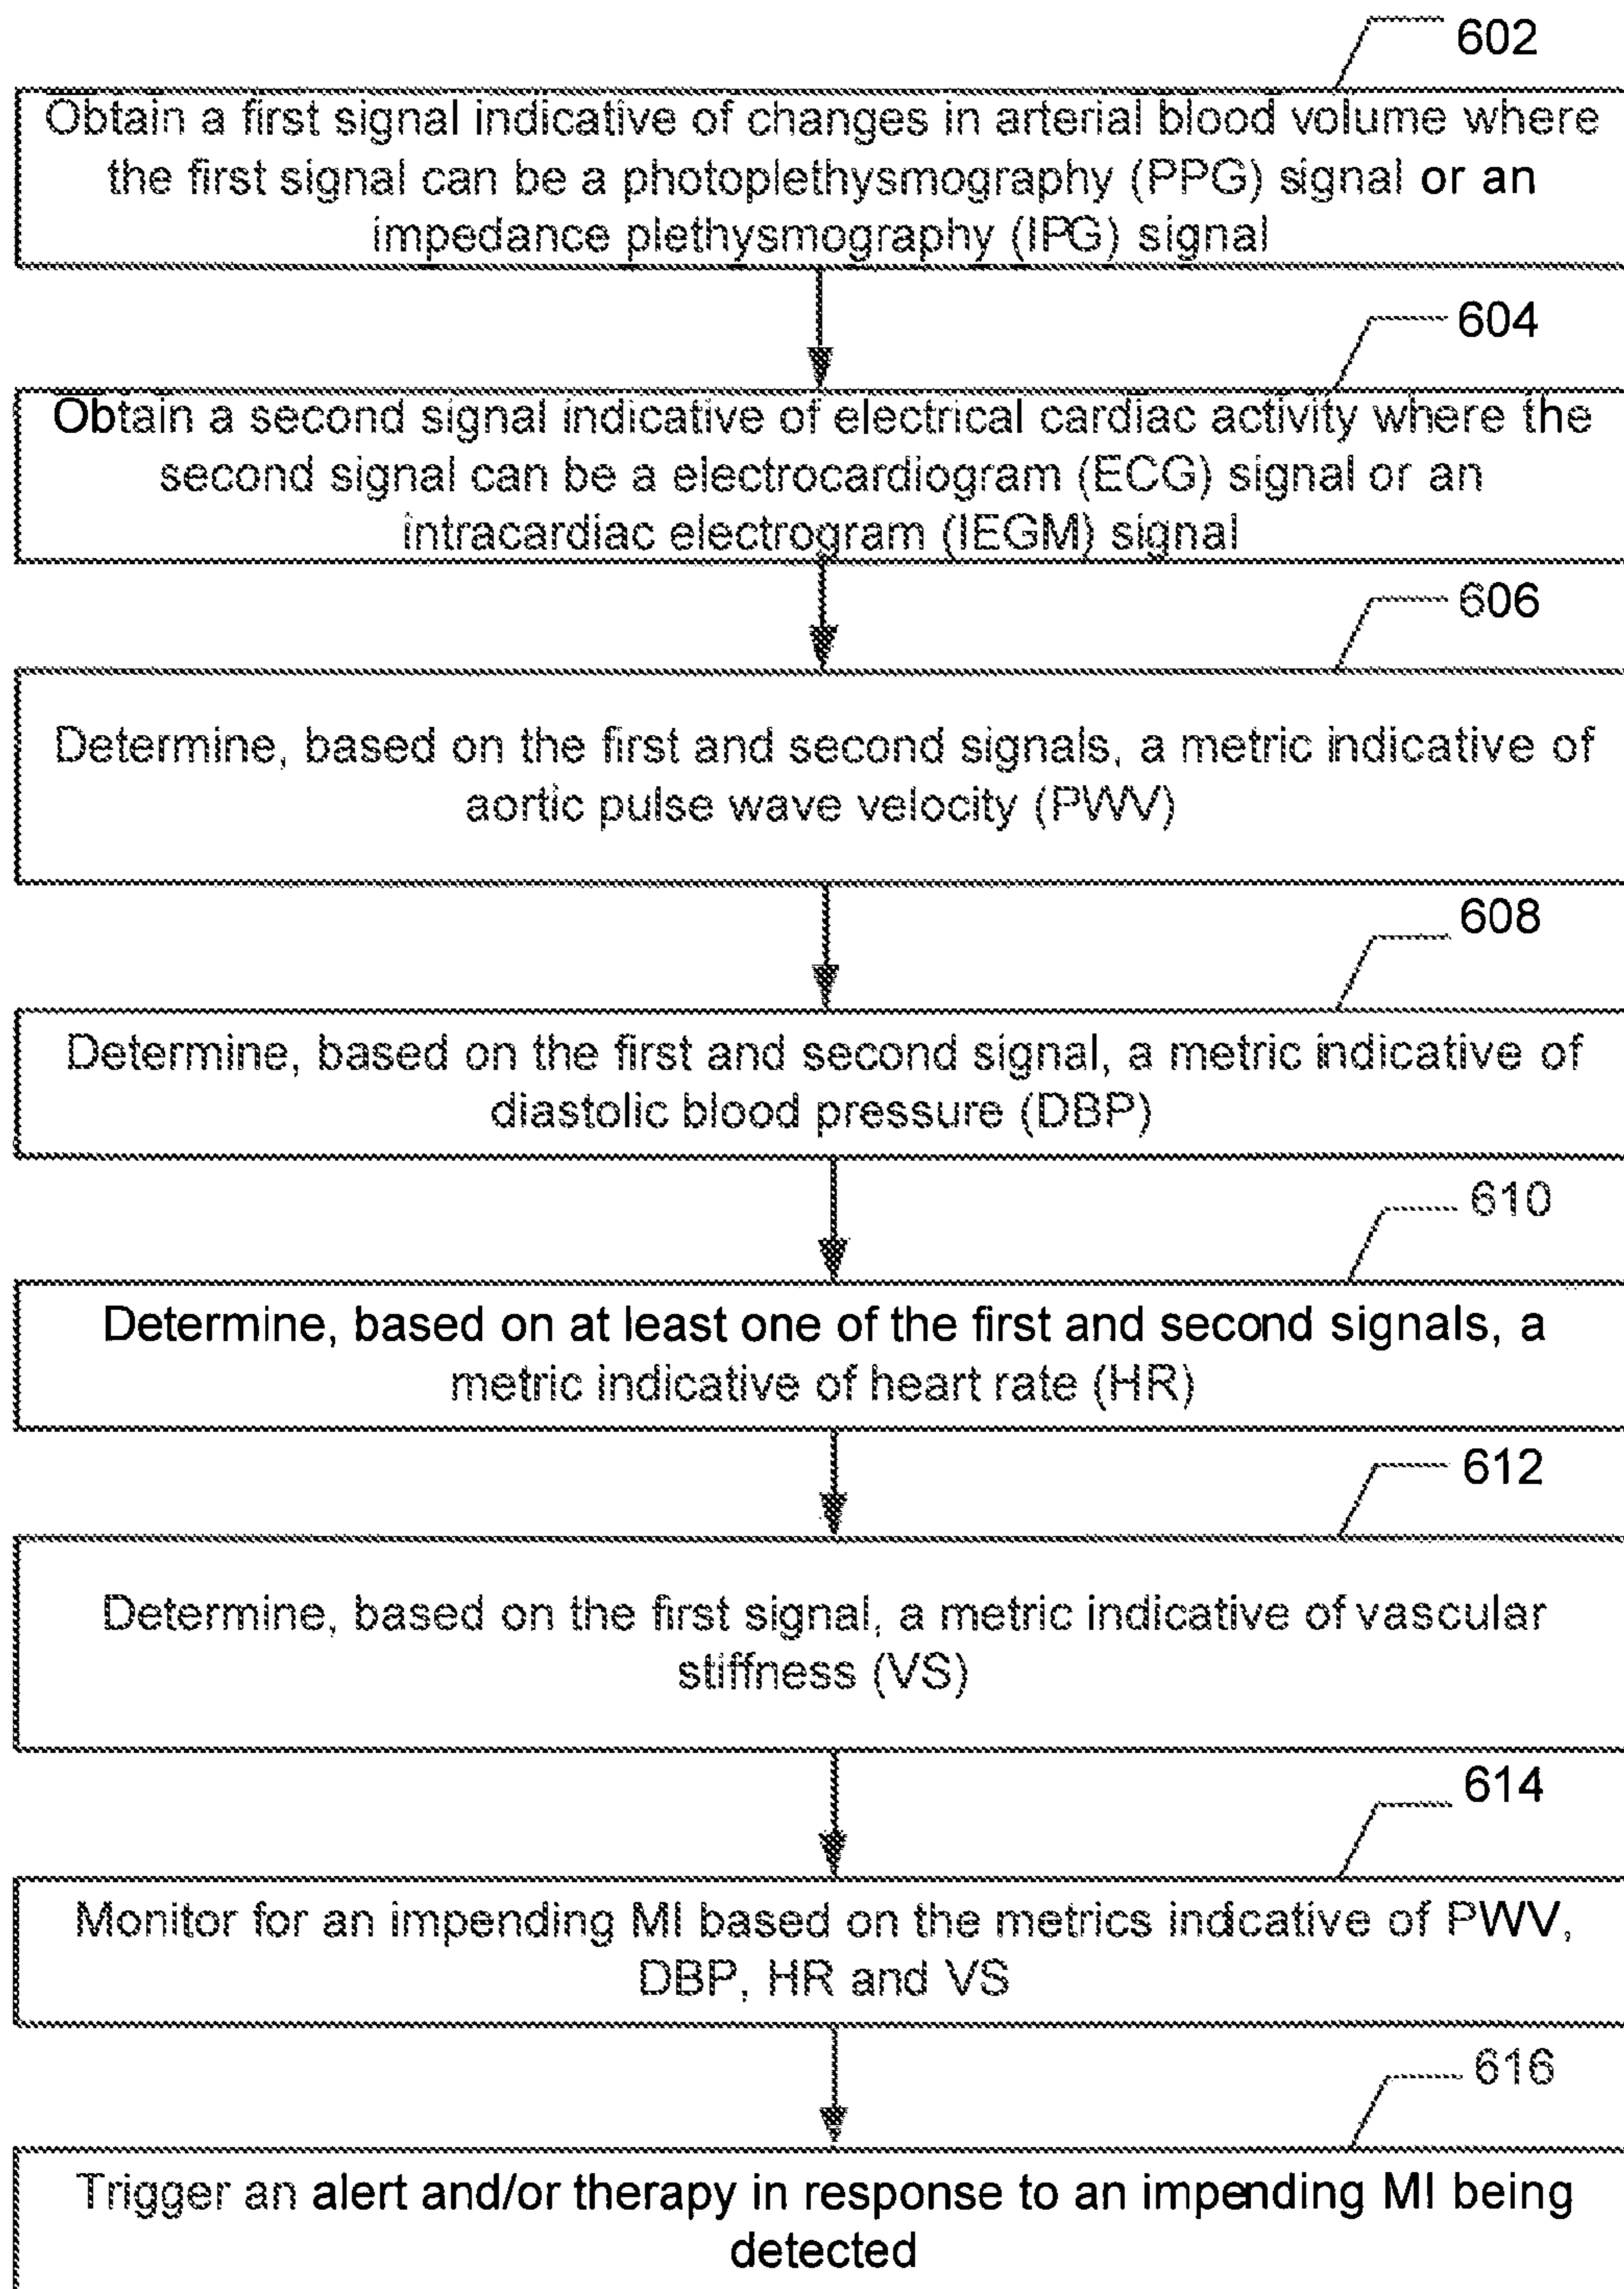 602
Obtain a first signal indicative of changes in arterial blood volume where
the first signal can be a photoplethysmography (PPG) signal or an
impedance plethysmography (IPG) signal
604
Obtain a second signal indicative of electrical cardiac activity where the
second signal can be a electrocardiogram (ECG) signal or an
intracardiac electrogram (IEGM) signal
606
Determine, based on the first and second signals, a metric indicative of
aortic pulse wave velocity (PWV)
608
Determine, based on the first and second signal, a metric indicative of
diastolic blood pressure (DBP)
610
Determine, based on at least one of the first and second signals, a
metric indicative of heart rate (HR)
612
Determine, based on the first signal, a metric indicative of vascular
stiffness (VS)
614
Monitor for an impending MI based on the metrics indicative of PWV,
DBP, HR and VS
616
Trigger an alert and/or therapy in response to an impending MI being
detected